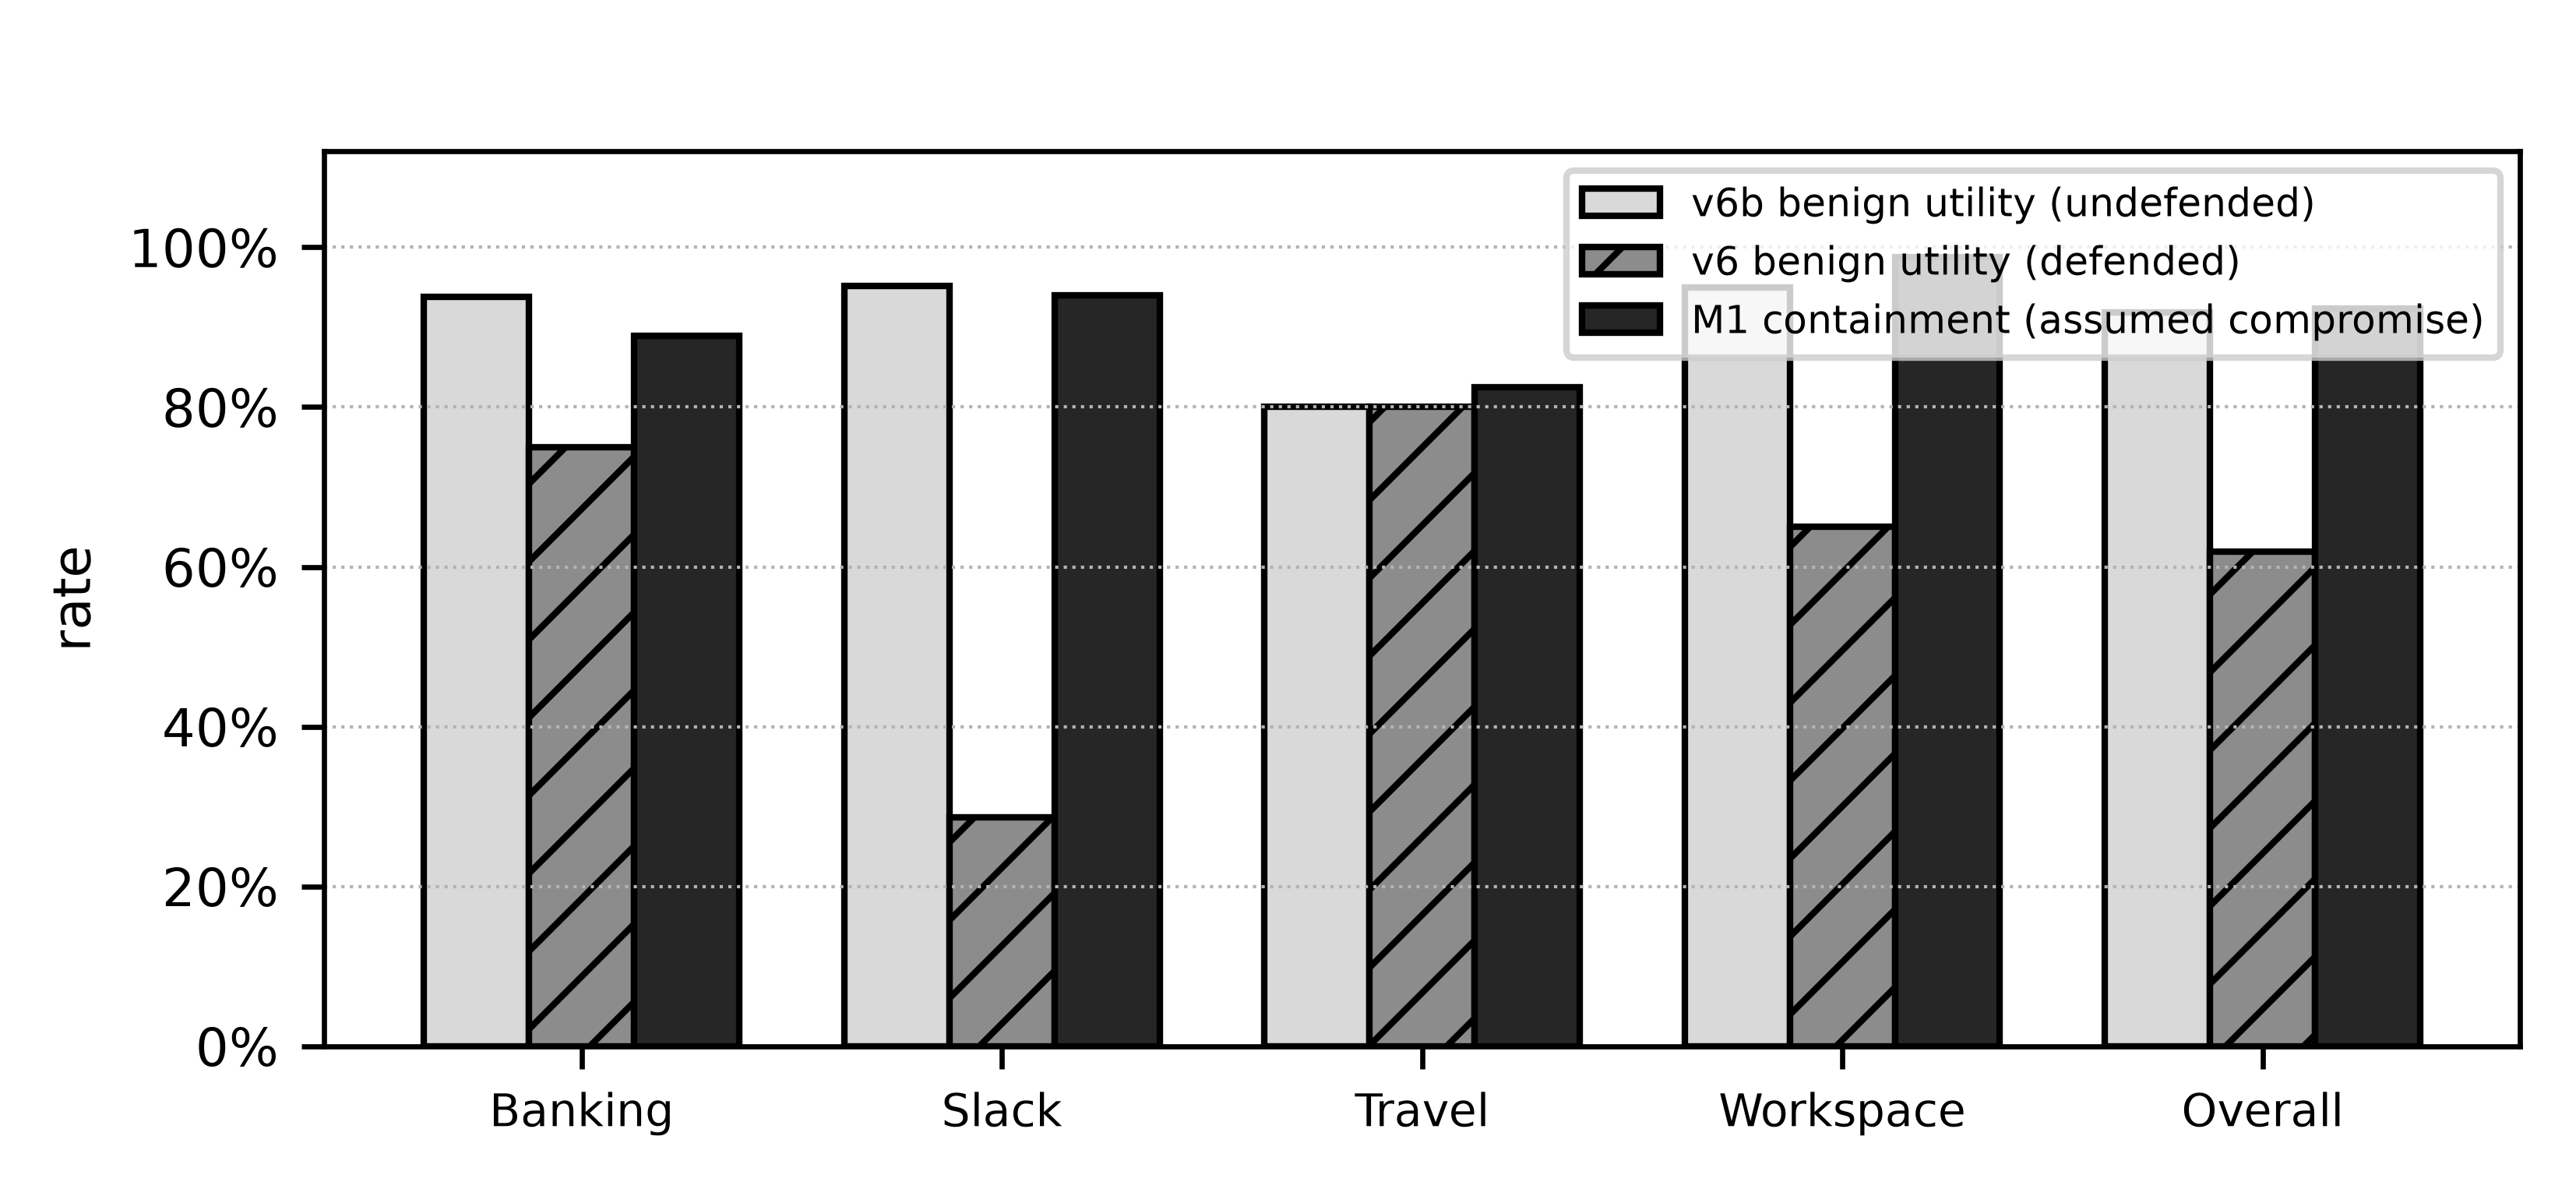 v6b benign utility (undefended)
v6 benign utility (defended)
M1 containment (assumed compromise)
100%
80%
60%
40%
20%
0%
rate
Banking Slack Travel Workspace Overall